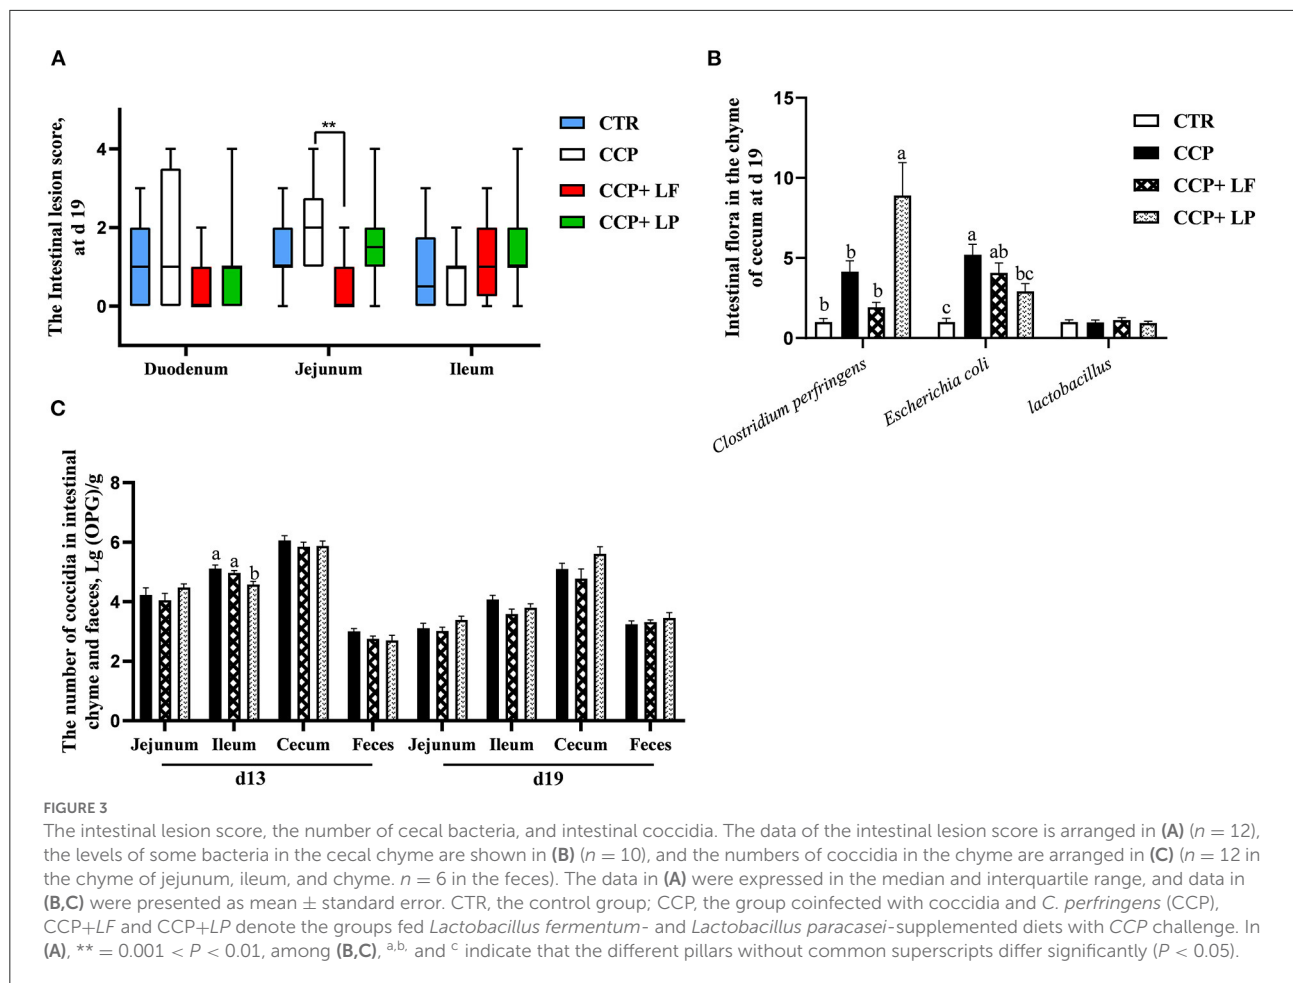 A
The Intestinal lesion score,
at d 19
4
2
0
**
Duodenum
Jejunum
Ileum
CTR
CCP
CCP+ LF
CCP+ LP
B
Intestinal flora in the chyme
of cecum at d 19
15
10
5
0
b
b
b
a
c
a
ab
bc
Clostridium perfringens
Escherichia coli
lactobacillus
CTR
CCP
CCP+ LF
CCP+ LP
C
The number of coccidia in intestinal
chyme and faeces, Lg (OPG)/g
8
6
4
2
0
a
a
b
Jejunum Ileum Cecum Feces Jejunum Ileum Cecum Feces
d13
d19
FIGURE 3
The intestinal lesion score, the number of cecal bacteria, and intestinal coccidia. The data of the intestinal lesion score is arranged in (A) (n = 12),
the levels of some bacteria in the cecal chyme are shown in (B) (n = 10), and the numbers of coccidia in the chyme are arranged in (C) (n = 12 in
the chyme of jejunum, ileum, and chyme. n = 6 in the feces). The data in (A) were expressed in the median and interquartile range, and data in
(B,C) were presented as mean ± standard error. CTR, the control group; CCP, the group coinfected with coccidia and C. perfringens (CCP),
CCP+LF and CCP+LP denote the groups fed Lactobacillus fermentum- and Lactobacillus paracasei-supplemented diets with CCP challenge. In
(A), ** = 0.001 < P < 0.01, among (B,C), a,b, and c indicate that the different pillars without common superscripts differ significantly (P < 0.05).